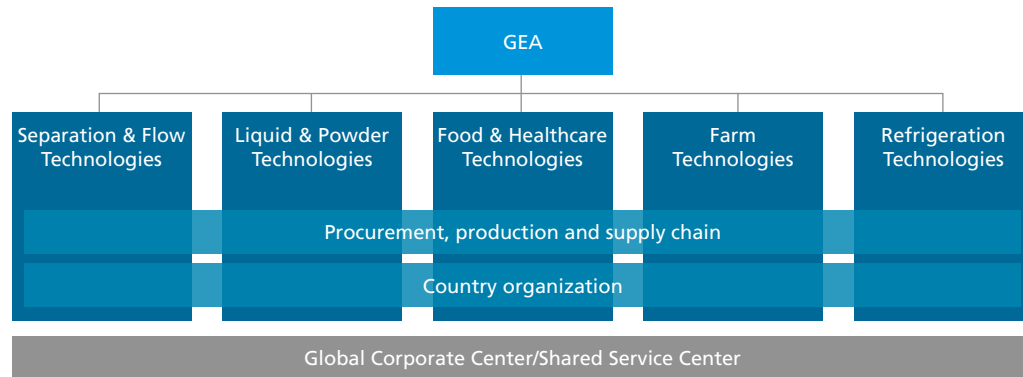 GEA
Separation & Flow
Technologies
Liquid & Powder
Technologies
Food & Healthcare
Technologies
Farm
Technologies
Refrigeration
Technologies
Procurement, production and supply chain
Country organization
Global Corporate Center/Shared Service Center